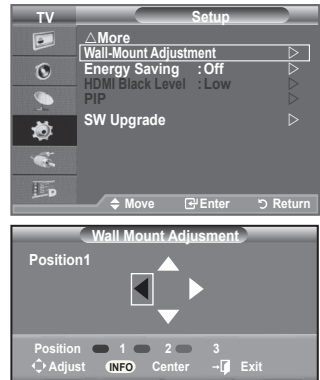 TV Setup
△More
Wall-Mount Adjustment
Energy Saving : Off
HDMI Black Level : Low
PIP
SW Upgrade
Move Enter Return
Wall Mount Adjusment
Position1
Position 1 2 3
Adjust INFO Center Exit